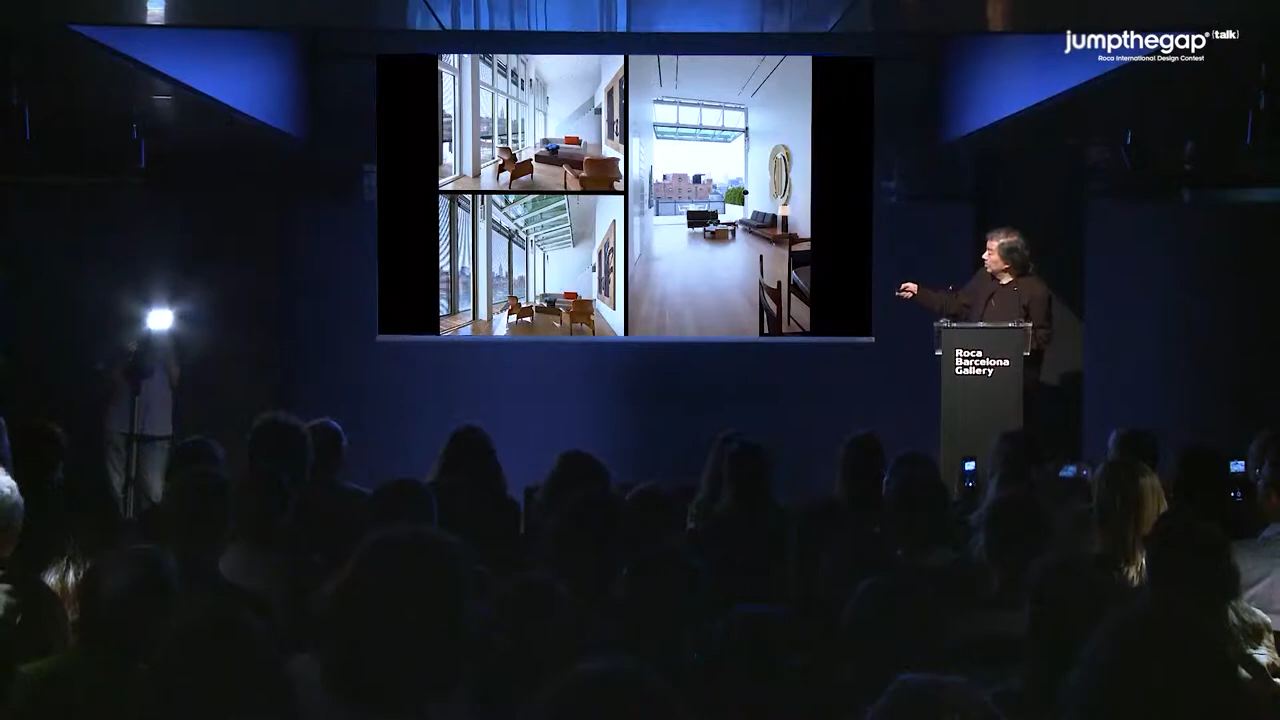 jumpthegap® (talk)
Roca International Design Contest
Roca
Barcelona
Gallery